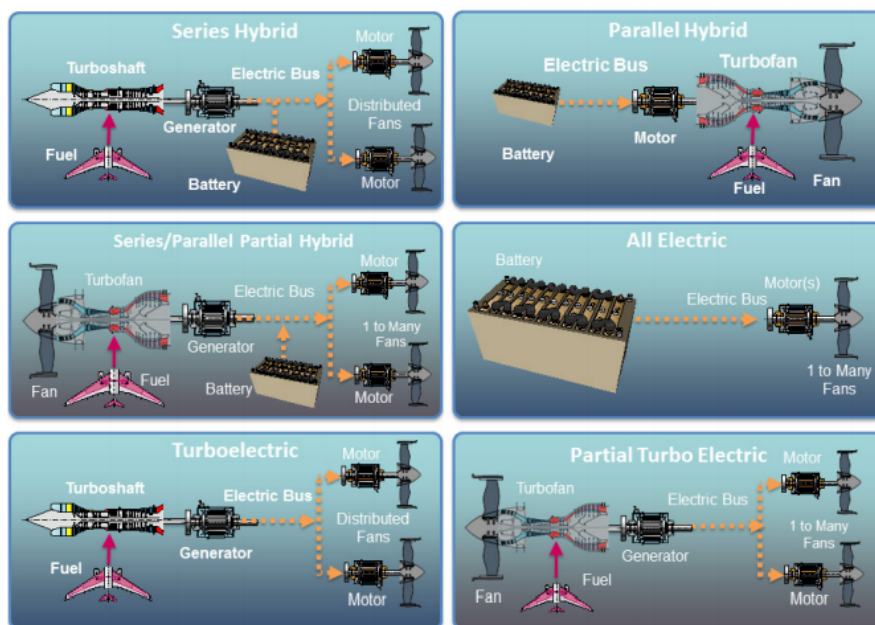 Series Hybrid
Turboshaft
Fuel
Generator
Electric Bus
Battery
Motor
Distributed
Fans
Motor
Parallel Hybrid
Electric Bus
Battery
Motor
Turbofan
Fuel
Fan
Series/Parallel Partial Hybrid
Turbofan
Fan
Fuel
Generator
Electric Bus
Battery
Motor
1 to Many
Fans
Motor
All Electric
Battery
Electric Bus
Motor(s)
1 to Many
Fans
Turboelectric
Turboshaft
Fuel
Generator
Electric Bus
Motor
Distributed
Fans
Motor
Partial Turbo Electric
Turbofan
Fan
Fuel
Generator
Electric Bus
Motor
1 to Many
Fans
Motor